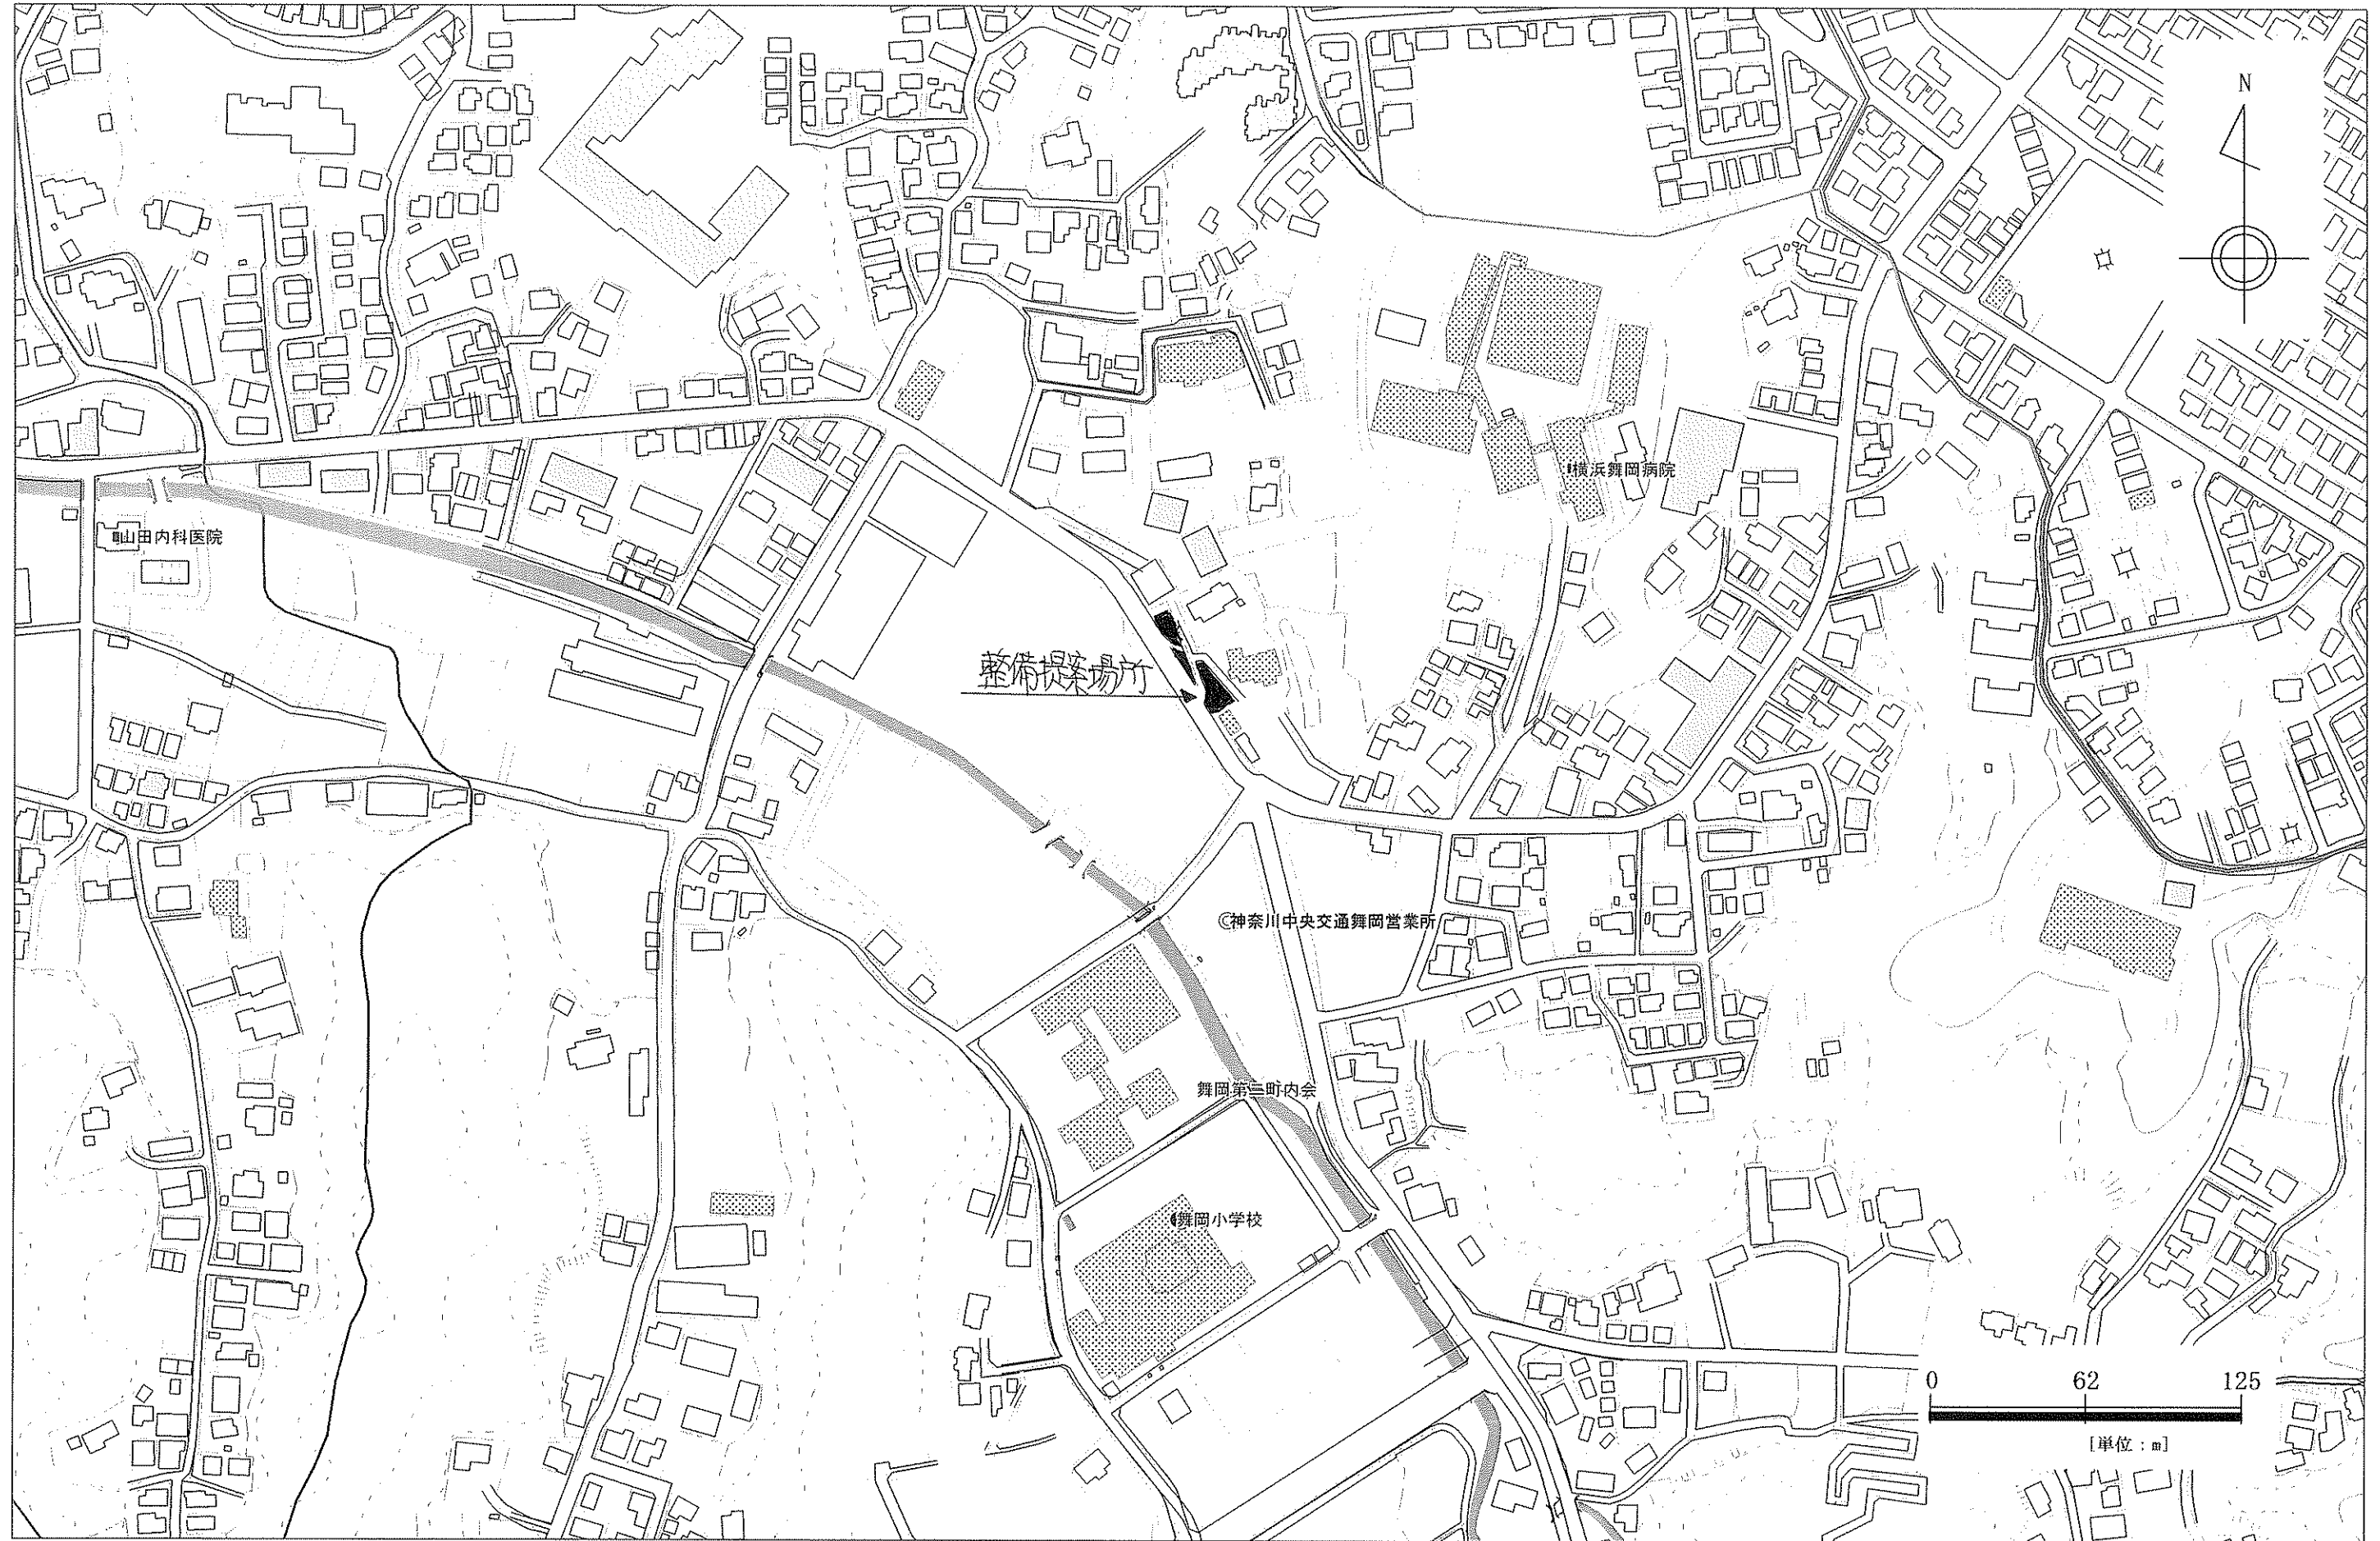 N
横浜舞岡病院
山田内科医院
整備提案場所
神奈川中央交通舞岡営業所
舞岡第二町内会
舞岡小学校
0 62 125
[単位：m]